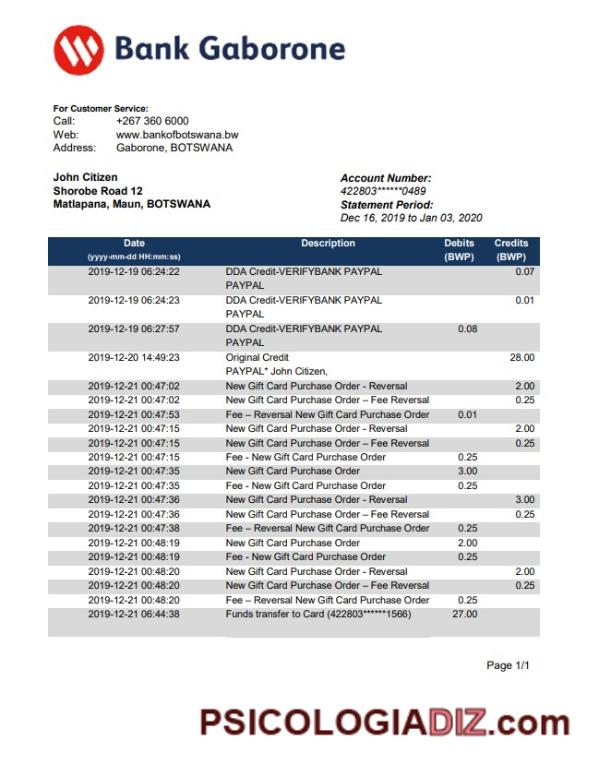 Bank Gaborone
For Customer Service:
Call: +267 360 6000
Web: www.bankofbotswana.bw
Address: Gaborone, BOTSWANA
John Citizen
Shorobe Road 12
Matlapana, Maun, BOTSWANA
Account Number:
422803******0489
Statement Period:
Dec 16, 2019 to Jan 03, 2020
Date Description Debits Credits
(yyyy-mm-dd HH:mm:ss) (BWP) (BWP)
2019-12-19 06:24:22 DDA Credit-VERIFYBANK PAYPAL 0.07
PAYPAL
2019-12-19 06:24:23 DDA Credit-VERIFYBANK PAYPAL 0.01
PAYPAL
2019-12-19 06:27:57 DDA Credit-VERIFYBANK PAYPAL 0.08
PAYPAL
2019-12-20 14:49:23 Original Credit 28.00
PAYPAL* John Citizen,
2019-12-21 00:47:02 New Gift Card Purchase Order - Reversal 2.00
2019-12-21 00:47:02 New Gift Card Purchase Order – Fee Reversal 0.25
2019-12-21 00:47:53 Fee – Reversal New Gift Card Purchase Order 0.01
2019-12-21 00:47:15 New Gift Card Purchase Order - Reversal 2.00
2019-12-21 00:47:15 New Gift Card Purchase Order – Fee Reversal 0.25
2019-12-21 00:47:15 Fee - New Gift Card Purchase Order 0.25
2019-12-21 00:47:35 New Gift Card Purchase Order 3.00
2019-12-21 00:47:35 Fee - New Gift Card Purchase Order 0.25
2019-12-21 00:47:36 New Gift Card Purchase Order - Reversal 3.00
2019-12-21 00:47:36 New Gift Card Purchase Order – Fee Reversal 0.25
2019-12-21 00:47:38 Fee – Reversal New Gift Card Purchase Order 0.25
2019-12-21 00:48:19 New Gift Card Purchase Order 2.00
2019-12-21 00:48:19 Fee - New Gift Card Purchase Order 0.25
2019-12-21 00:48:20 New Gift Card Purchase Order - Reversal 2.00
2019-12-21 00:48:20 New Gift Card Purchase Order – Fee Reversal 0.25
2019-12-21 00:48:20 Fee – Reversal New Gift Card Purchase Order 0.25
2019-12-21 06:44:38 Funds transfer to Card (422803******1566) 27.00
Page 1/1
PSICOLOGIADIZ.com